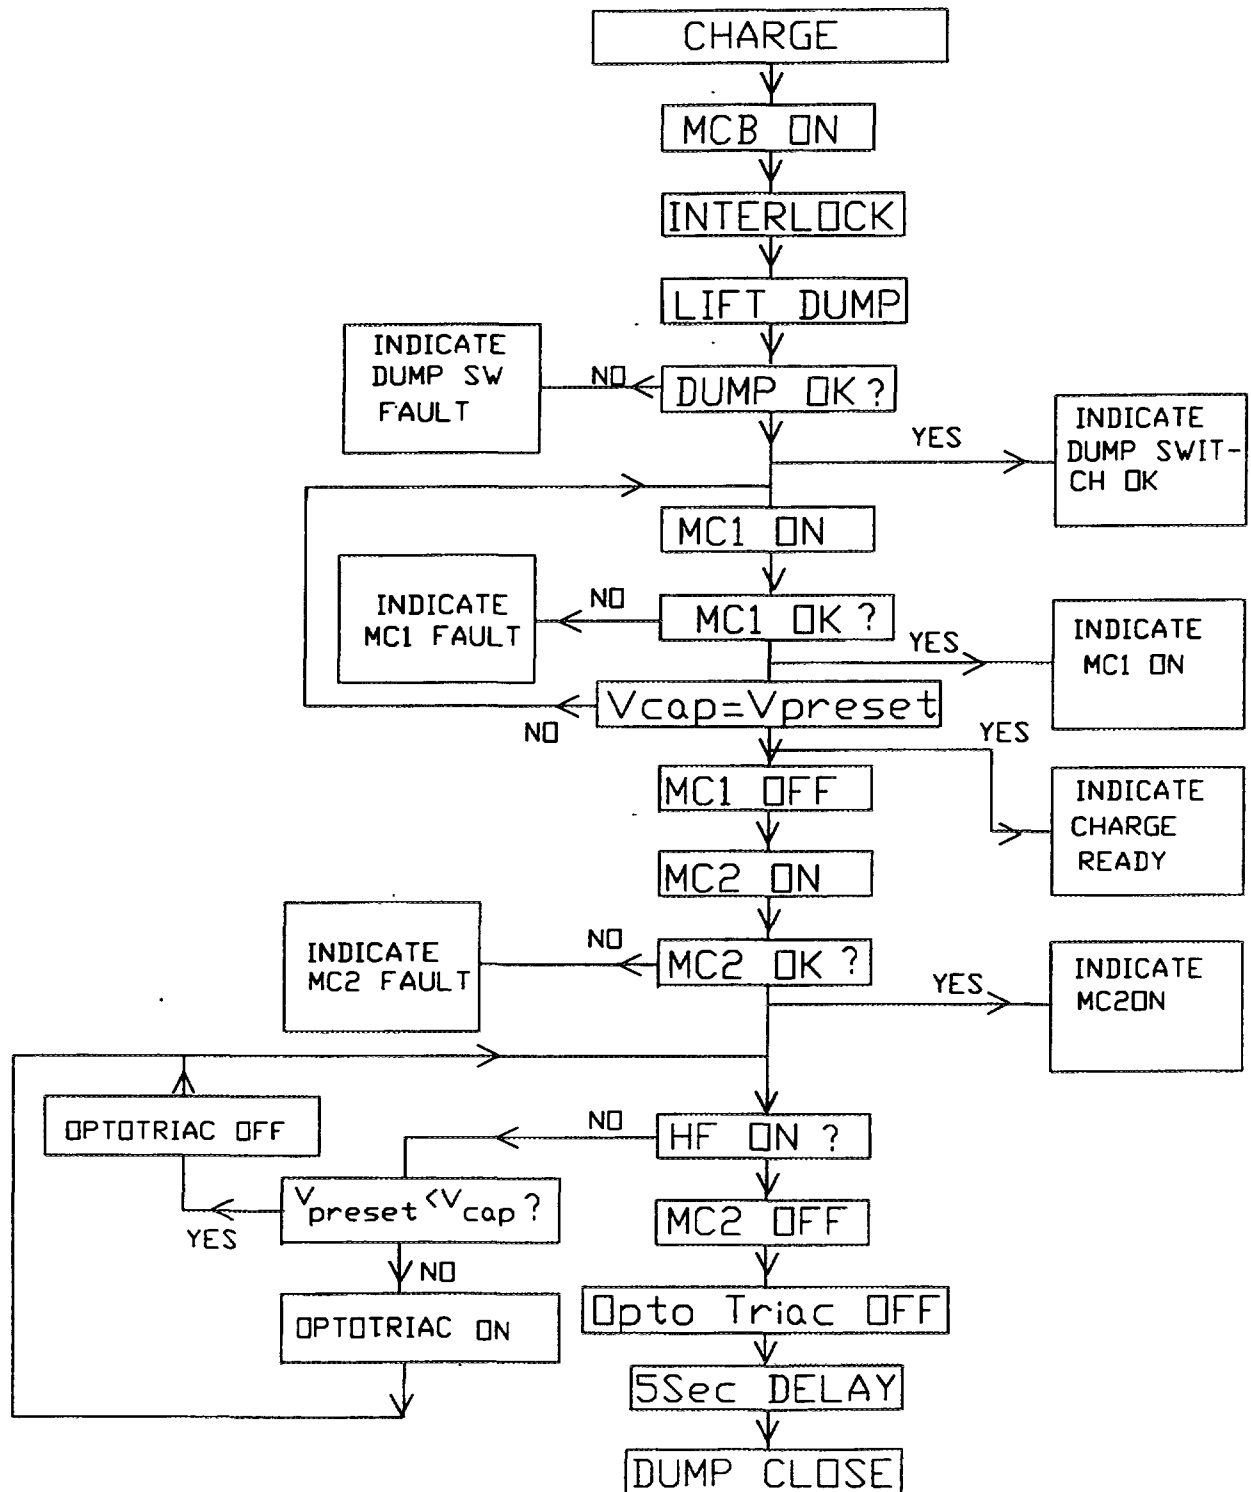 CHARGE
MCB ON
INTERLOCK
LIFT DUMP
INDICATE
DUMP SW
FAULT
NO
DUMP OK?
YES
INDICATE
DUMP SWIT-
CH OK
MC1 ON
INDICATE
MC1 FAULT
NO
MC1 OK?
YES
INDICATE
MC1 ON
Vcap=Vpreset
NO
YES
MC1 OFF
INDICATE
CHARGE
READY
MC2 ON
INDICATE
MC2 FAULT
NO
MC2 OK?
YES
INDICATE
MC2ON
OPTOTRIAC OFF
NO
HF ON ?
Vpreset<Vcap?
YES
MC2 OFF
NO
OPTOTRIAC ON
Opto Triac OFF
5Sec DELAY
DUMP CLOSE